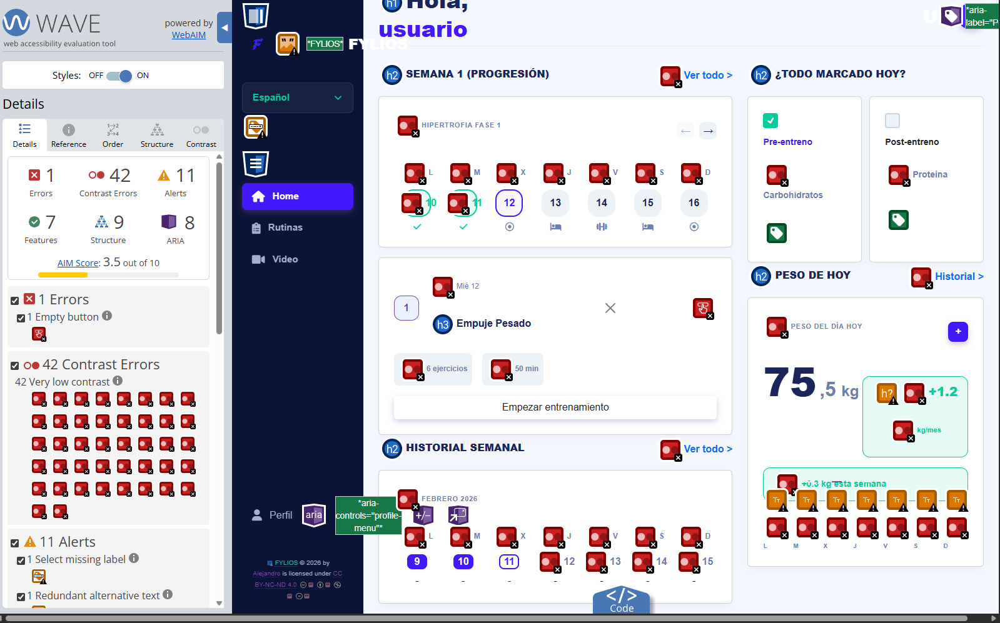 WAVE
powered by
WebAIM
web accessibility evaluation tool
Styles: OFF ON
Details
Details
Reference
Order
Structure
Contrast
1
Errors
42
Contrast Errors
11
Alerts
7
Features
9
Structure
8
ARIA
AIM Score: 3.5 out of 10
1 Errors
1 Empty button
42 Contrast Errors
42 Very low contrast
11 Alerts
1 Select missing label
1 Redundant alternative text
*FYLIOS*
FYLIOS
Español
Home
Rutinas
Video
Perfil
aria
*aria-
controls="profile-
menu"*
FYLIOS © 2026 by
Alejandro is licensed under CC
BY-NC-ND 4.0
h1 Hola,
usuario
U
*aria-
label="P
h2 SEMANA 1 (PROGRESIÓN)
Ver todo >
HIPERTROFIA FASE 1
← →
L M X J V S D
10 11 12 13 14 15 16
1
Mié 12
h3 Empuje Pesado
6 ejercicios
50 min
Empezar entrenamiento
h2 HISTORIAL SEMANAL
Ver todo >
FEBRERO 2026
+/-
L M X J V S D
9 10 11 12 13 14 15
- - - - - - -
</> 
Code
h2 ¿TODO MARCADO HOY?
Pre-entreno
Carbohidratos
Post-entreno
Proteína
h2 PESO DE HOY
Historial >
PESO DEL DÍA HOY
+
75,5 kg
h? +1.2
kg/mes
+0.3 kg esta semana
Tт Tт Tт Tт Tт Tт Tт
L M X J V S D